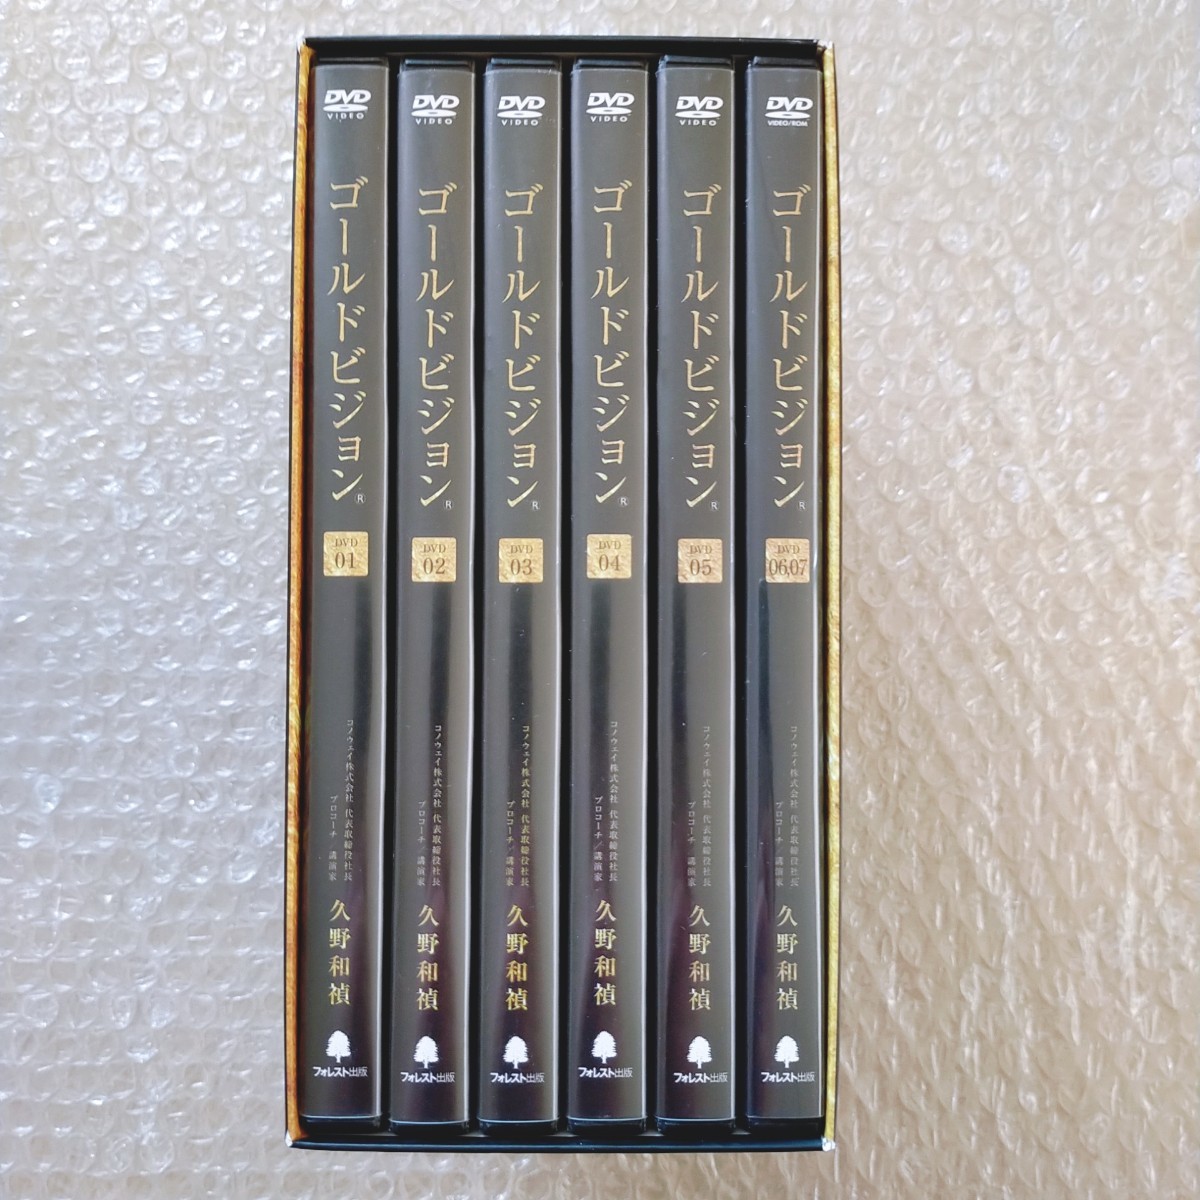 DVD
VIDEO
ゴールドビジョン®
DVD
01
コノウェイ株式会社 代表取締役社長
プロコーチ/講演家
久野和禎
フォレスト出版
DVD
VIDEO
ゴールドビジョン®
DVD
02
コノウェイ株式会社 代表取締役社長
プロコーチ/講演家
久野和禎
フォレスト出版
DVD
VIDEO
ゴールドビジョン®
DVD
03
コノウェイ株式会社 代表取締役社長
プロコーチ/講演家
久野和禎
フォレスト出版
DVD
VIDEO
ゴールドビジョン®
DVD
04
コノウェイ株式会社 代表取締役社長
プロコーチ/講演家
久野和禎
フォレスト出版
DVD
VIDEO
ゴールドビジョン®
DVD
05
コノウェイ株式会社 代表取締役社長
プロコーチ/講演家
久野和禎
フォレスト出版
DVD
VIDEO/ROM
ゴールドビジョン®
DVD
06,07
コノウェイ株式会社 代表取締役社長
プロコーチ/講演家
久野和禎
フォレスト出版